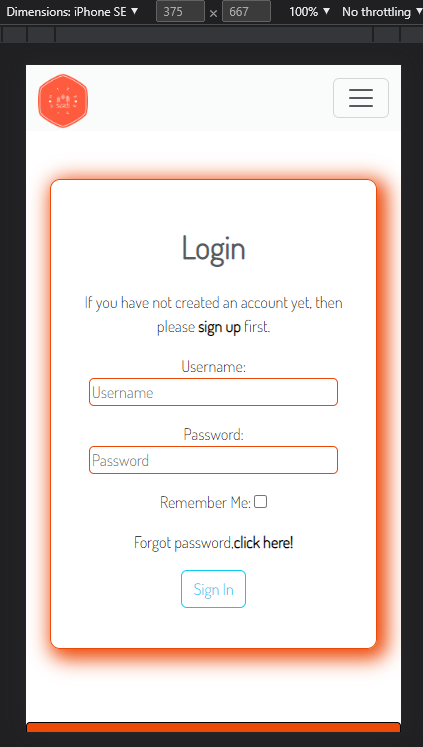 Dimensions: iPhone SE ▼ 375 × 667 100% ▼ No throttling ▼
Login
If you have not created an account yet, then
please sign up first.
Username:
Username
Password:
Password
Remember Me:
Forgot password,click here!
Sign In